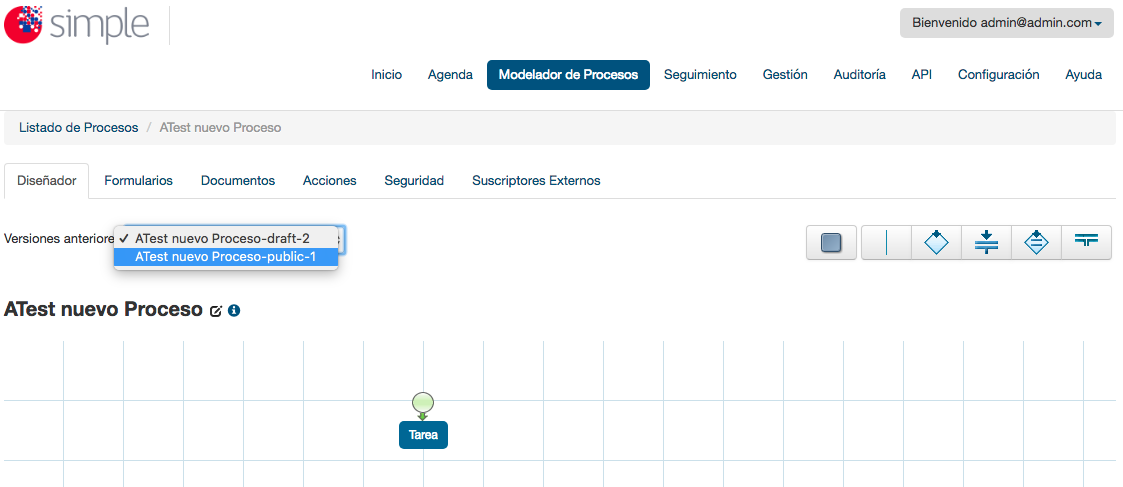 simple
Bienvenido admin@admin.com
Inicio Agenda Modelador de Procesos Seguimiento Gestión Auditoría API Configuración Ayuda
Listado de Procesos / ATest nuevo Proceso
Diseñador Formularios Documentos Acciones Seguridad Suscriptores Externos
Versiones anteriore ✓ ATest nuevo Proceso-draft-2
ATest nuevo Proceso-public-1
ATest nuevo Proceso
Tarea